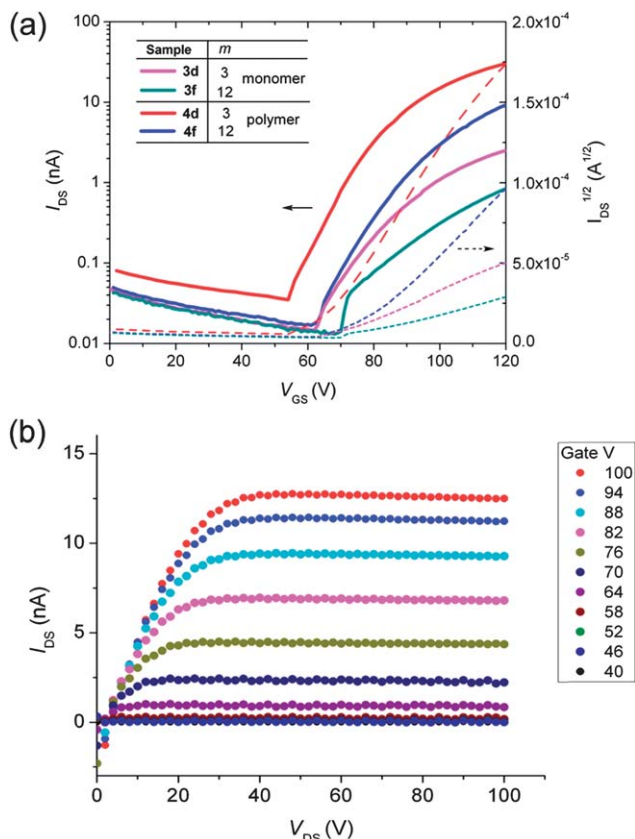 (a)
100
10
1
0.1
0.01
I_DS (nA)
Sample m
3d 3 monomer
3f 12
4d 3 polymer
4f 12
2.0x10^-4
1.5x10^-4
1.0x10^-4
5.0x10^-5
0.0
I_DS^1/2 (A^1/2)
0 20 40 60 80 100 120
V_GS (V)
(b)
15
10
5
0
I_DS (nA)
0 20 40 60 80 100
V_DS (V)
Gate V
100
94
88
82
76
70
64
58
52
46
40